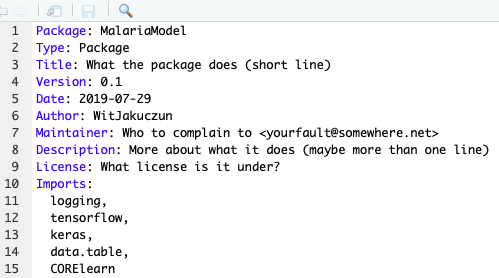 1 Package: MalariaModel
2 Type: Package
3 Title: What the package does (short line)
4 Version: 0.1
5 Date: 2019-07-29
6 Author: WitJakuczun
7 Maintainer: Who to complain to <yourfault@somewhere.net>
8 Description: More about what it does (maybe more than one line)
9 License: What license is it under?
10 Imports:
11 logging,
12 tensorflow,
13 keras,
14 data.table,
15 CORElearn